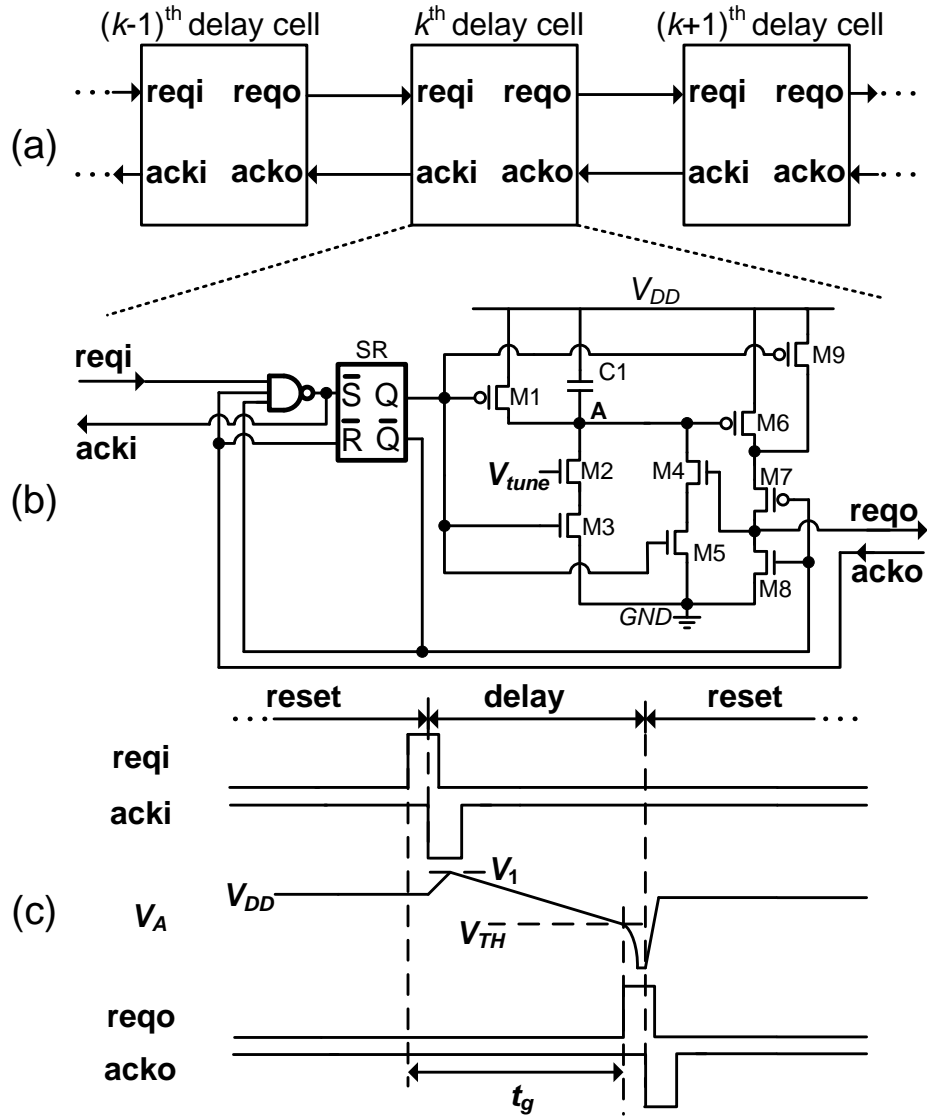 (k-1)th delay cell
kth delay cell
(k+1)th delay cell
(a)
... reqi reqo reqi reqo reqi reqo ...
... acki acko acki acko acki acko ...
VDD
reqi
SR
S Q
R Q
acki
M1
C1
A
M9
M6
Vtune
M2
M4
M7
M3
M5
M8
reqo
acko
GND
(b)
... reset delay reset ...
reqi
acki
(c)
VDD
VA
V1
VTH
reqo
acko
tg